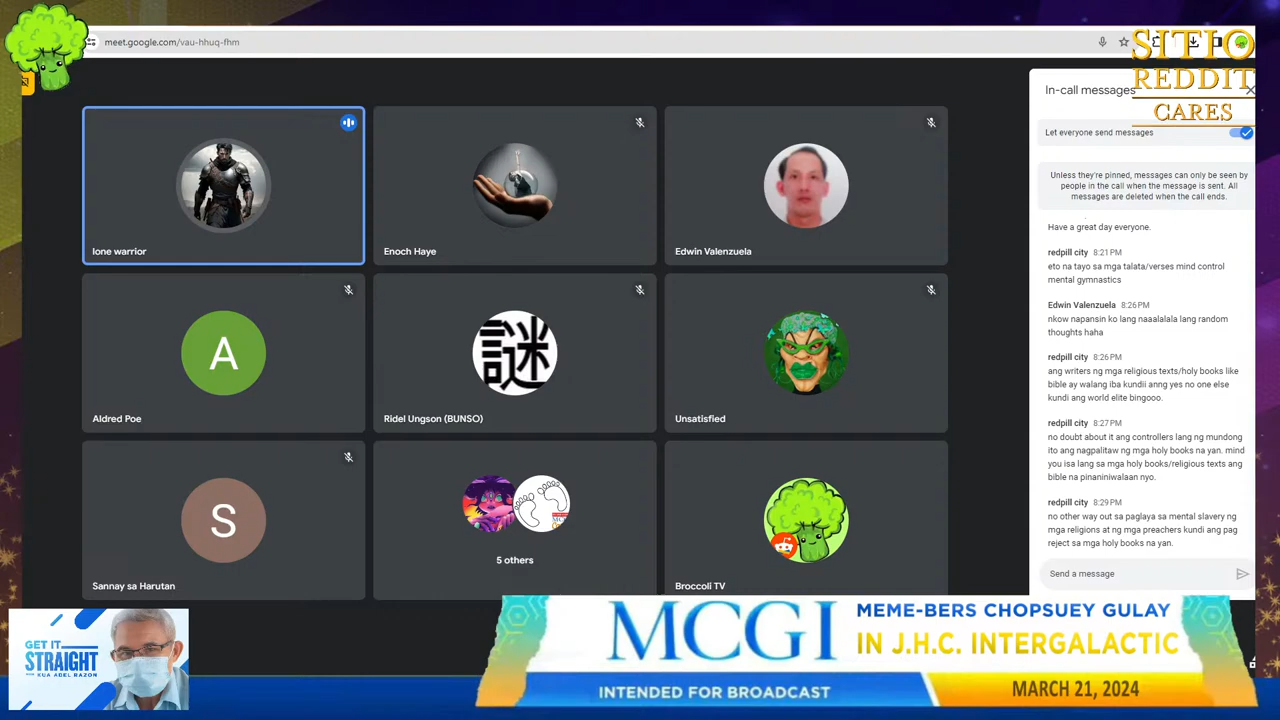 meet.google.com/vau-hhuq-fhm
SITIO
REDDIT
CARES
In-call messages
Let everyone send messages
Unless they're pinned, messages can only be seen by
people in the call when the message is sent. All
messages are deleted when the call ends.
Have a great day everyone.
redpill city 8:21 PM
eto na tayo sa mga talata/verses mind control
mental gymnastics
Edwin Valenzuela 8:26 PM
nkow napansin ko lang naaalalala lang random
thoughts haha
redpill city 8:26 PM
ang writers ng mga religious texts/holy books like
bible ay walang iba kundii anng yes no one else
kundi ang world elite bingooo.
redpill city 8:27 PM
no doubt about it ang controllers lang ng mundong
ito ang nagpalitaw ng mga holy books na yan. mind
you isa lang sa mga holy books/religious texts ang
bible na pinaniniwalaan nyo.
redpill city 8:29 PM
no other way out sa paglaya sa mental slavery ng
mga religions at ng mga preachers kundi ang pag
reject sa mga holy books na yan.
Send a message
lone warrior
Enoch Haye
Edwin Valenzuela
A
Aldred Poe
謎
Ridel Ungson (BUNSO)
Unsatisfied
S
Sannay sa Harutan
5 others
Broccoli TV
GET IT
STRAIGHT
WITH KUA ADEL RAZON
MCGI
MEME-BERS CHOPSUEY GULAY
IN J.H.C. INTERGALACTIC
INTENDED FOR BROADCAST
MARCH 21, 2024